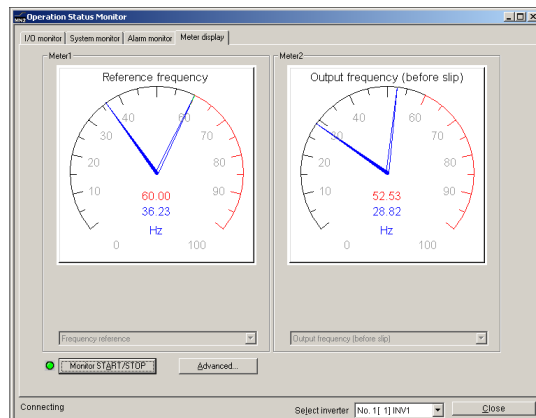 Operation Status Monitor
I/O monitor System monitor Alarm monitor Meter display
Meter1
Reference frequency
0 10 20 30 40 60 70 80 90 100
60.00
36.23
Hz
Frequency reference
Meter2
Output frequency (before slip)
0 10 20 30 40 60 70 80 90 100
52.53
28.82
Hz
Output frequency (before slip)
Monitor START/STOP
Advanced...
Connecting
Select inverter No. 1[ 1] INV1
Close